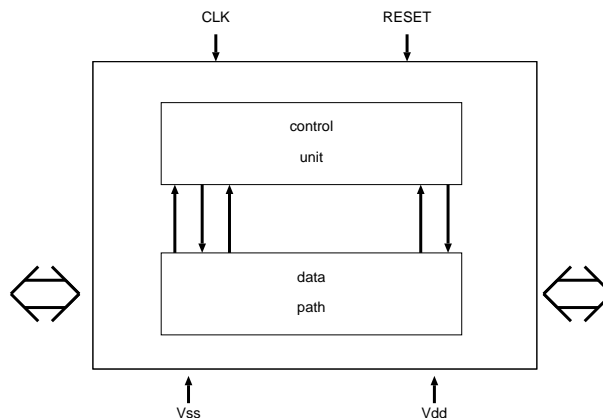 CLK RESET
control
unit
data
path
Vss Vdd